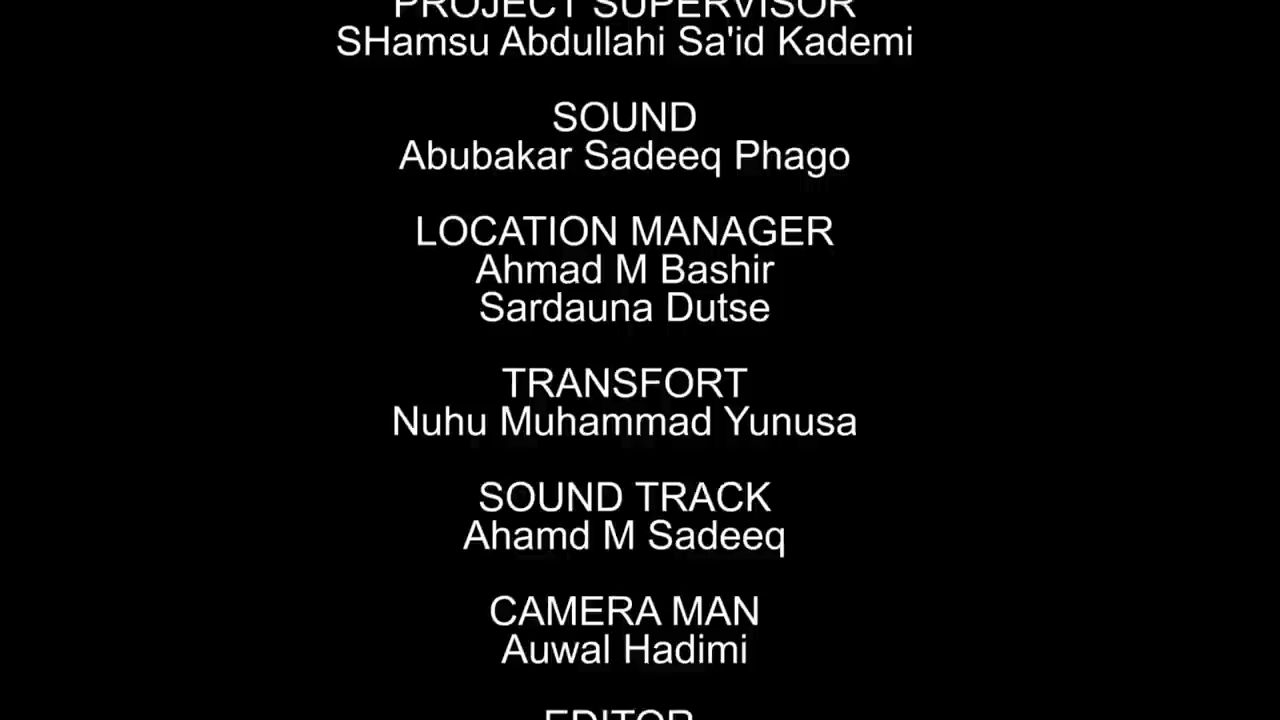 PROJECT SUPERVISOR
SHamsu Abdullahi Sa'id Kademi
SOUND
Abubakar Sadeeq Phago
LOCATION MANAGER
Ahmad M Bashir
Sardauna Dutse
TRANSFORT
Nuhu Muhammad Yunusa
SOUND TRACK
Ahamd M Sadeeq
CAMERA MAN
Auwal Hadimi
EDITOR